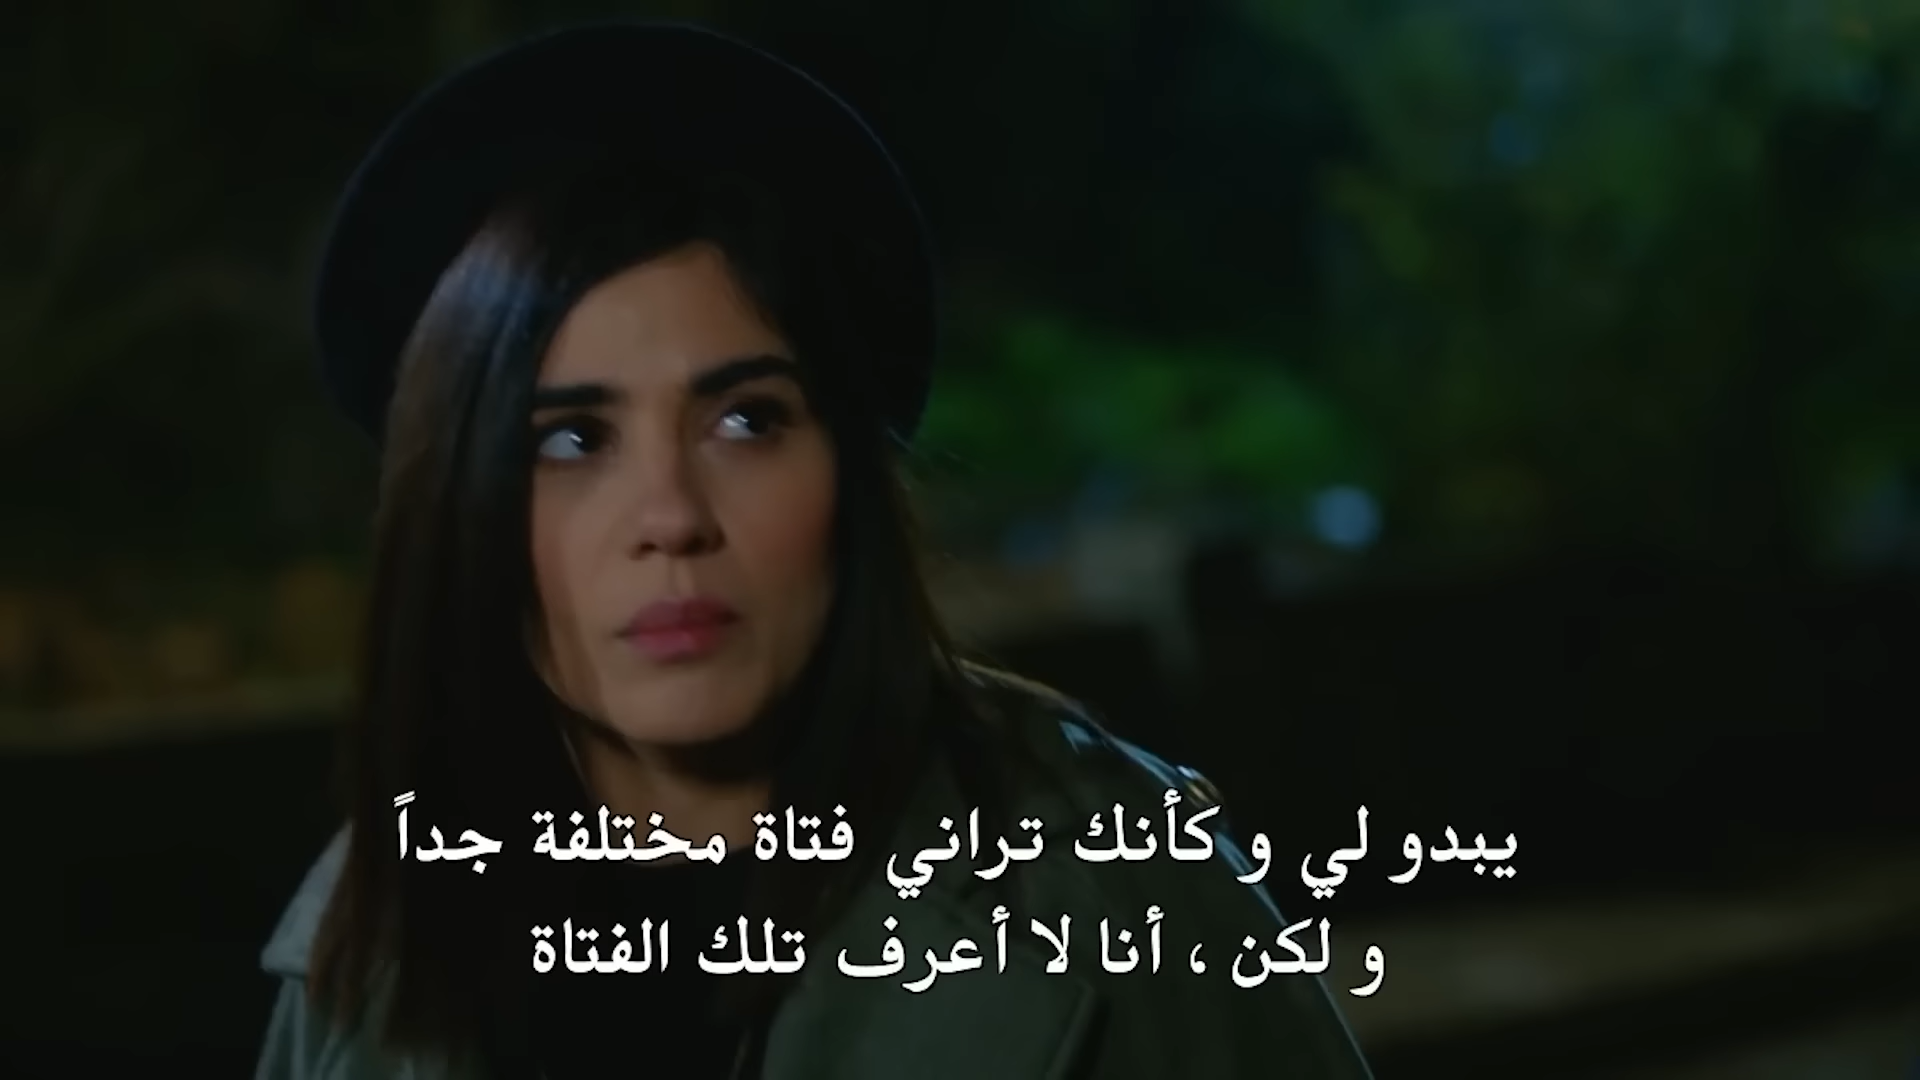 يبدو لي و كأنك تراني فتاة مختلفة جداً
و لكن ، أنا لا أعرف تلك الفتاة